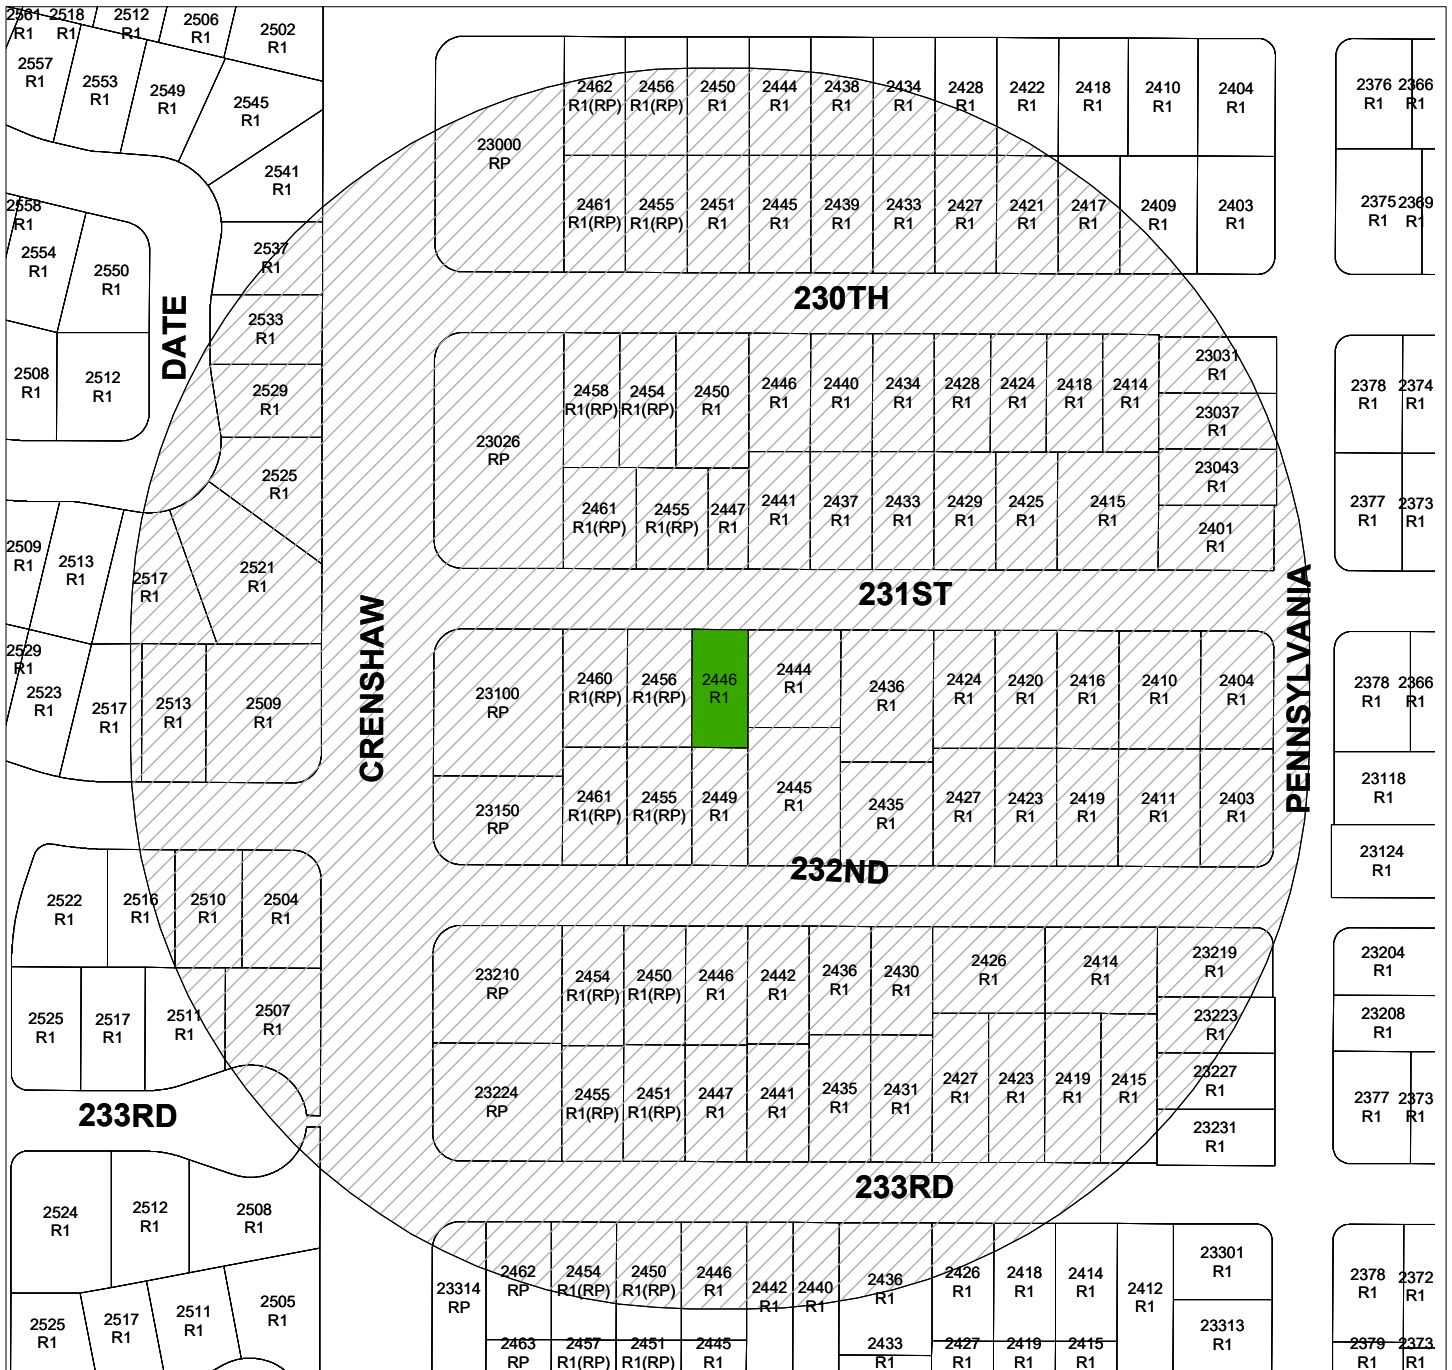 2561
R1
2518
R1
2512
R1
2506
R1
2502
R1
2557
R1
2553
R1
2549
R1
2545
R1
2541
R1
2558
R1
2554
R1
2550
R1
2537
R1
2533
R1
2529
R1
2525
R1
2521
R1
2508
R1
2512
R1
DATE
2509
R1
2513
R1
2517
R1
2529
R1
2523
R1
2517
R1
2513
R1
2509
R1
CRENSHAW
2522
R1
2516
R1
2510
R1
2504
R1
2525
R1
2517
R1
2511
R1
2507
R1
233RD
2524
R1
2512
R1
2508
R1
2525
R1
2517
R1
2511
R1
2505
R1
23000
RP
2462
R1(RP)
2456
R1(RP)
2450
R1
2444
R1
2438
R1
2434
R1
2428
R1
2422
R1
2418
R1
2410
R1
2404
R1
2461
R1(RP)
2455
R1(RP)
2451
R1
2445
R1
2439
R1
2433
R1
2427
R1
2421
R1
2417
R1
2409
R1
2403
R1
230TH
23026
RP
2458
R1(RP)
2454
R1(RP)
2450
R1
2446
R1
2440
R1
2434
R1
2428
R1
2424
R1
2418
R1
2414
R1
23031
R1
23037
R1
23043
R1
2401
R1
2461
R1(RP)
2455
R1(RP)
2447
R1
2441
R1
2437
R1
2433
R1
2429
R1
2425
R1
2415
R1
231ST
PENNSYLVANIA
23100
RP
2460
R1(RP)
2456
R1(RP)
2446
R1
2444
R1
2436
R1
2424
R1
2420
R1
2416
R1
2410
R1
2404
R1
23150
RP
2461
R1(RP)
2455
R1(RP)
2449
R1
2445
R1
2435
R1
2427
R1
2423
R1
2419
R1
2411
R1
2403
R1
232ND
23210
RP
2454
R1(RP)
2450
R1(RP)
2446
R1
2442
R1
2436
R1
2430
R1
2426
R1
2414
R1
23219
R1
23223
R1
23227
R1
23231
R1
23224
RP
2455
R1(RP)
2451
R1(RP)
2447
R1
2441
R1
2435
R1
2431
R1
2427
R1
2423
R1
2419
R1
2415
R1
233RD
23314
RP
2462
RP
2454
R1(RP)
2450
R1(RP)
2446
R1
2442
R1
2440
R1
2436
R1
2426
R1
2418
R1
2414
R1
2412
R1
23301
R1
23313
R1
2463
RP
2457
R1(RP)
2451
R1(RP)
2445
R1
2433
R1
2427
R1
2419
R1
2415
R1
2376
R1
2366
R1
2375
R1
2369
R1
2378
R1
2374
R1
2377
R1
2373
R1
2378
R1
2366
R1
23118
R1
23124
R1
23204
R1
23208
R1
2377
R1
2373
R1
2378
R1
2372
R1
2379
R1
2373
R1